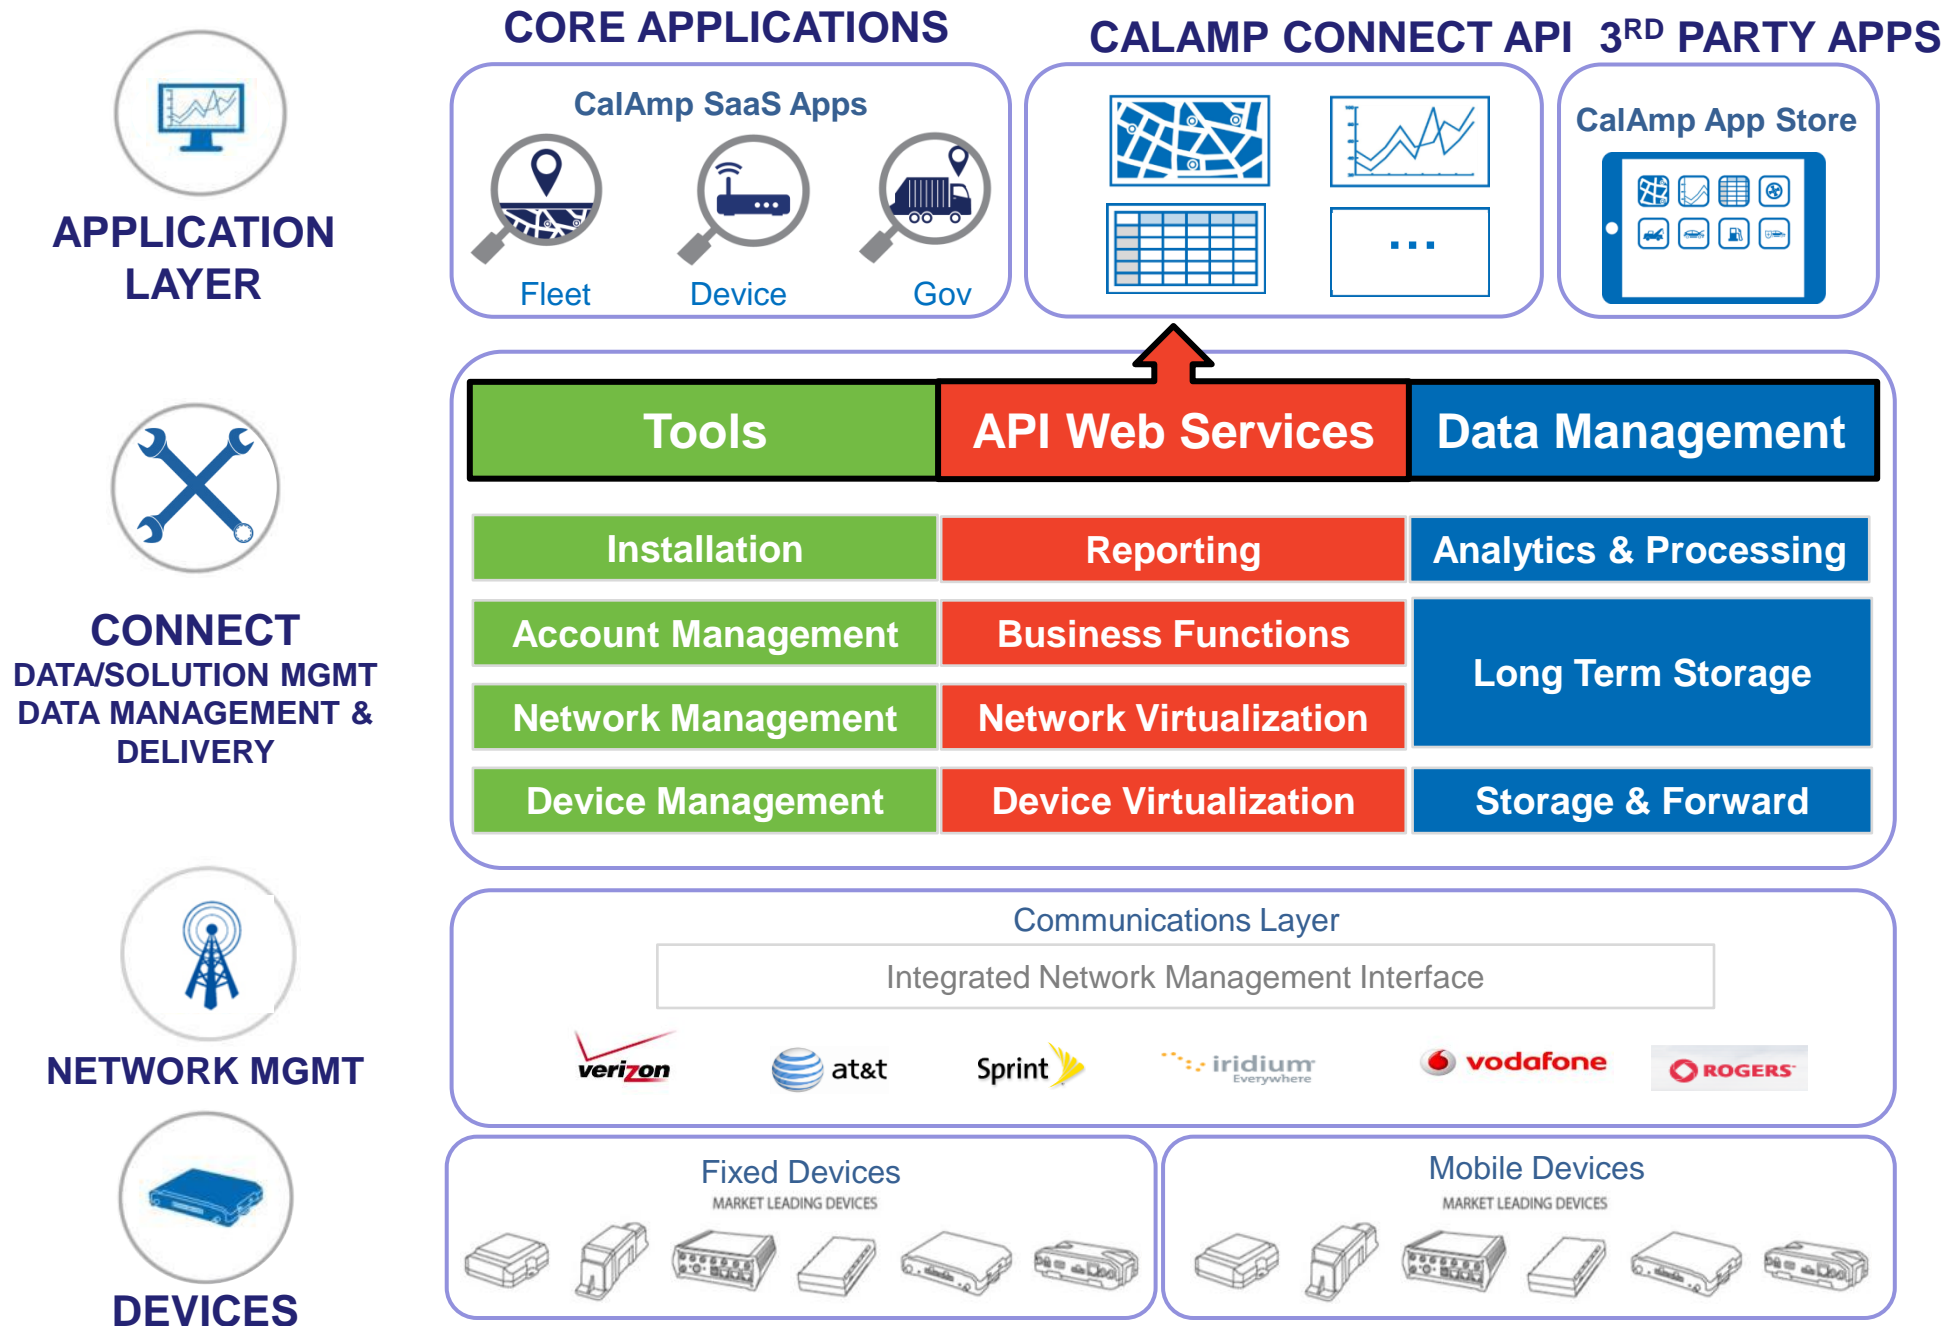 CORE APPLICATIONS
CALAMP CONNECT API 3RD PARTY APPS
CalAmp SaaS Apps
Fleet
Device
Gov
...
CalAmp App Store
APPLICATION
LAYER
Tools
API Web Services
Data Management
Installation
Reporting
Analytics & Processing
Account Management
Business Functions
Long Term Storage
Network Management
Network Virtualization
Device Management
Device Virtualization
Storage & Forward
CONNECT
DATA/SOLUTION MGMT
DATA MANAGEMENT &
DELIVERY
Communications Layer
Integrated Network Management Interface
verizon
at&t
Sprint
iridium
Everywhere
vodafone
ROGERS
NETWORK MGMT
Fixed Devices
MARKET LEADING DEVICES
Mobile Devices
MARKET LEADING DEVICES
DEVICES